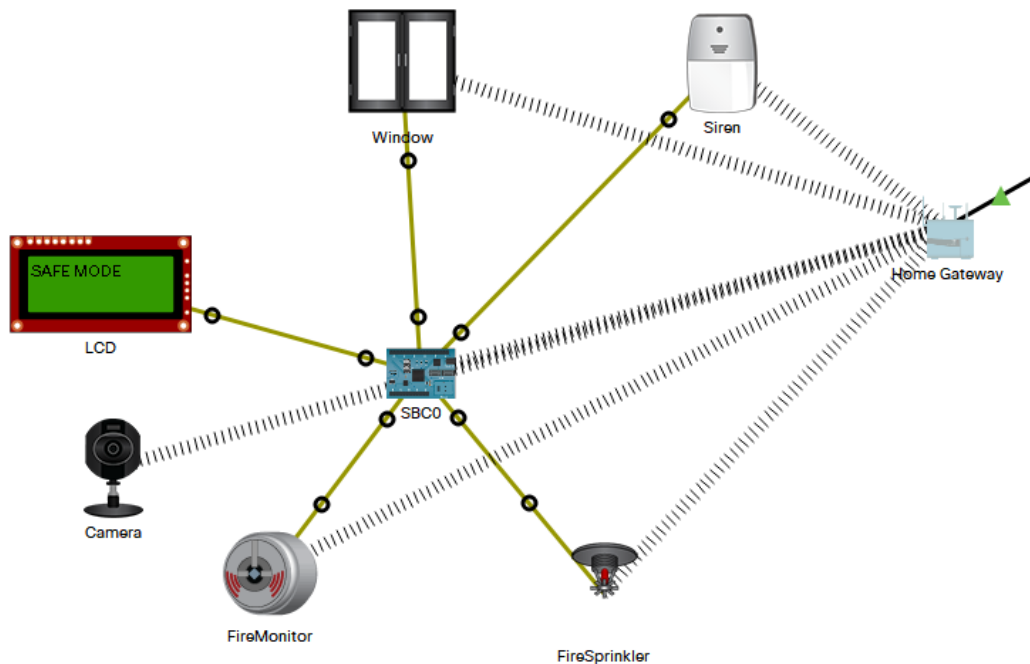 Window
Siren
SAFE MODE
Home Gateway
LCD
SBC0
Camera
FireMonitor
FireSprinkler